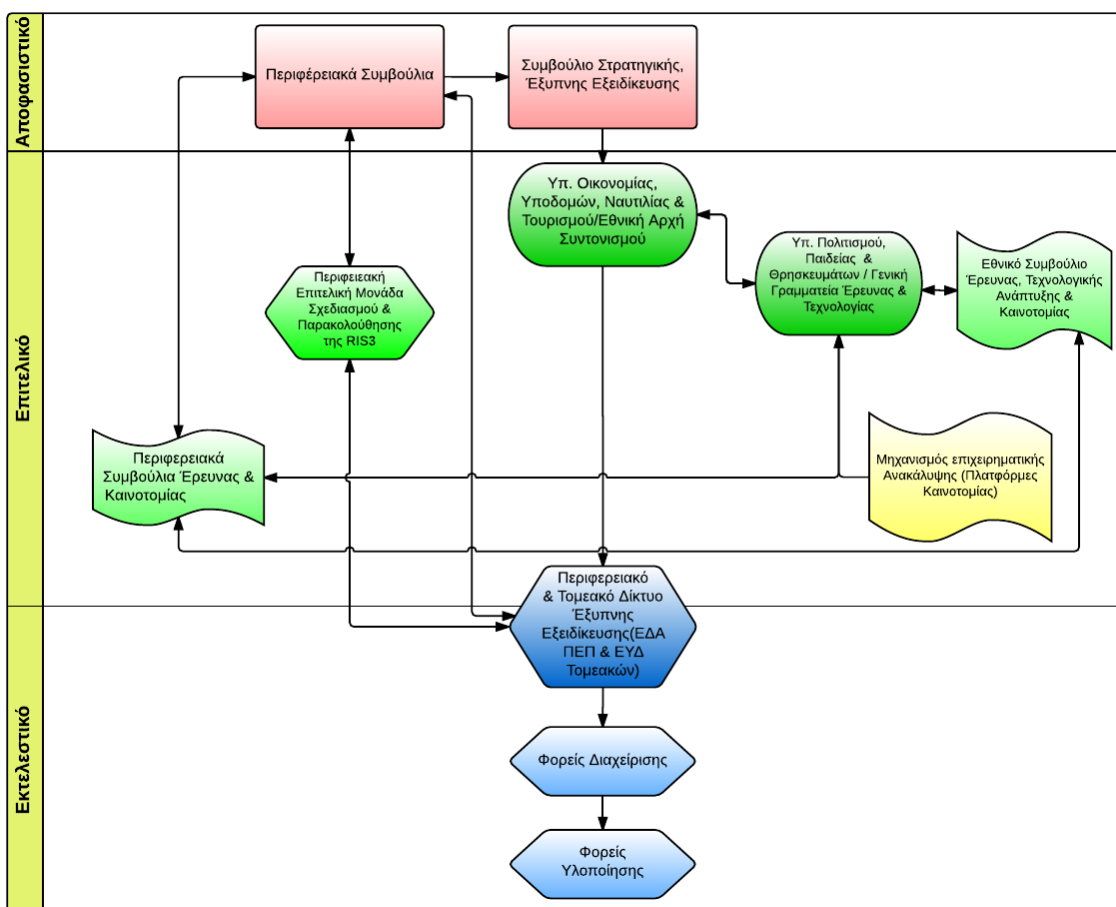 Αποφασιστικό
Περιφέρειακά Συμβούλια
Συμβούλιο Στρατηγικής,
Έξυπνης Εξειδίκευσης
Επιτελικό
Υπ. Οικονομίας,
Υποδομών, Ναυτιλίας &
Τουρισμού/Εθνική Αρχή
Συντονισμού
Υπ. Πολιτισμού,
Παιδείας &
Θρησκευμάτων / Γενική
Γραμματεία Έρευνας &
Τεχνολογίας
Εθνικό Συμβούλιο
Έρευνας, Τεχνολογικής
Ανάπτυξης &
Καινοτομίας
Περιφειεακή
Επιτελική Μονάδα
Σχεδιασμού &
Παρακολούθησης
της RIS3
Περιφερειακά
Συμβούλια Έρευνας &
Καινοτομίας
Μηχανισμός επιχειρηματικής
Ανακάλυψης (Πλατφόρμες
Καινοτομίας)
Περιφερειακό
& Τομεακό Δίκτυο
Έξυπνης
Εξειδίκευσης(ΕΔΑ
ΠΕΠ & ΕΥΔ
Τομεακών)
Εκτελεστικό
Φορείς Διαχείρισης
Φορείς
Υλοποίησης